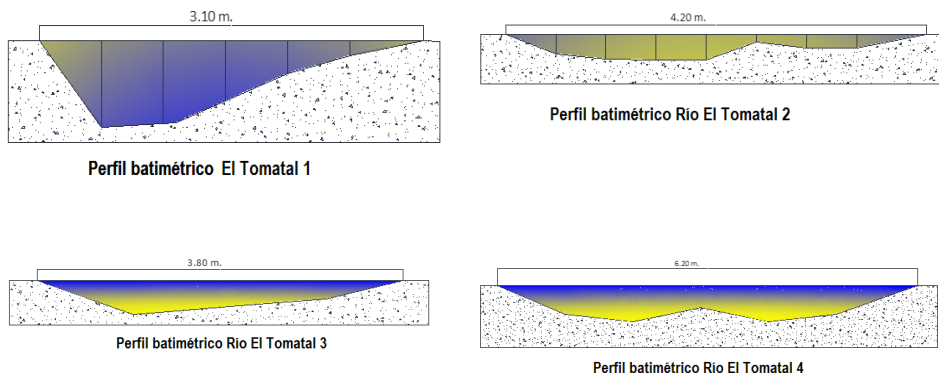 3.10 m.
4.20 m.
Perfil batimétrico El Tomatal 1
Perfil batimétrico Río El Tomatal 2
3.80 m.
6.20 m.
Perfil batimétrico Río El Tomatal 3
Perfil batimétrico Río El Tomatal 4